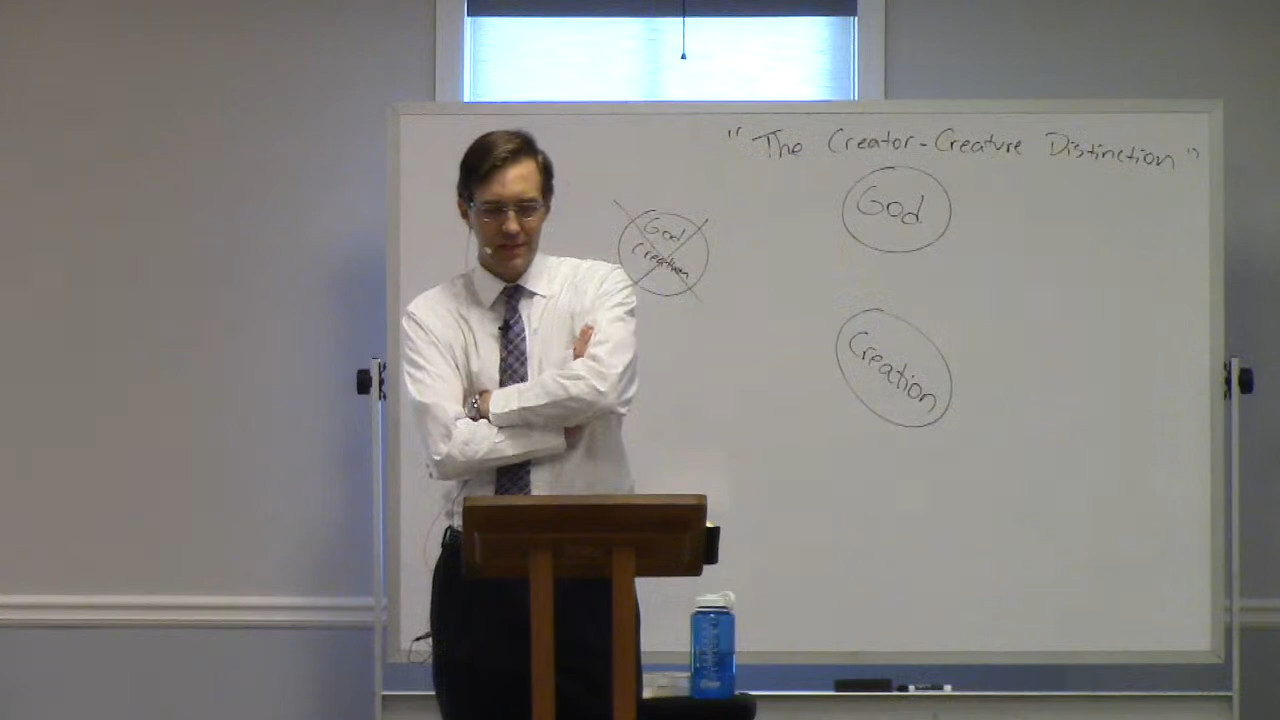 "The Creator-Creature Distinction"
God
Creation
God
Creation